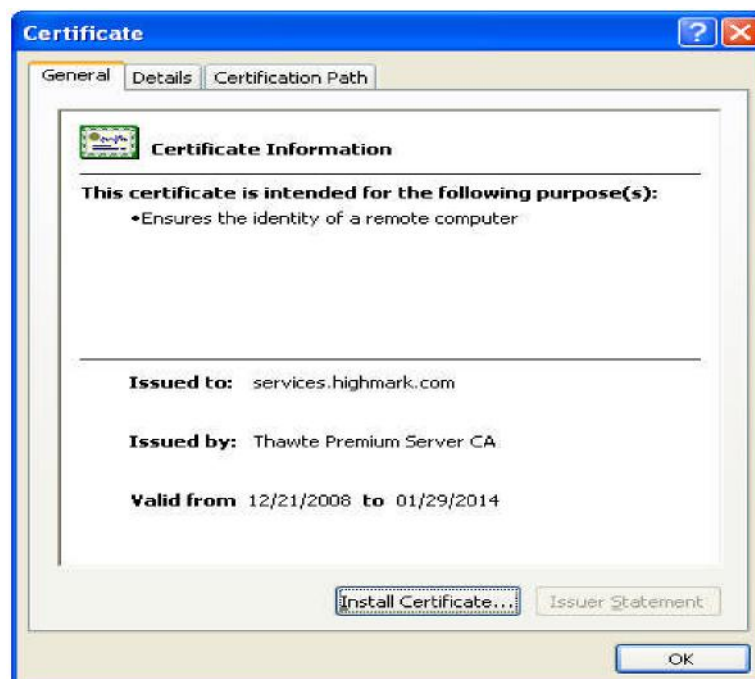 Certificate
General Details Certification Path
Certificate Information
This certificate is intended for the following purpose(s):
•Ensures the identity of a remote computer
Issued to: services.highmark.com
Issued by: Thawte Premium Server CA
Valid from 12/21/2008 to 01/29/2014
Install Certificate... Issuer Statement
OK